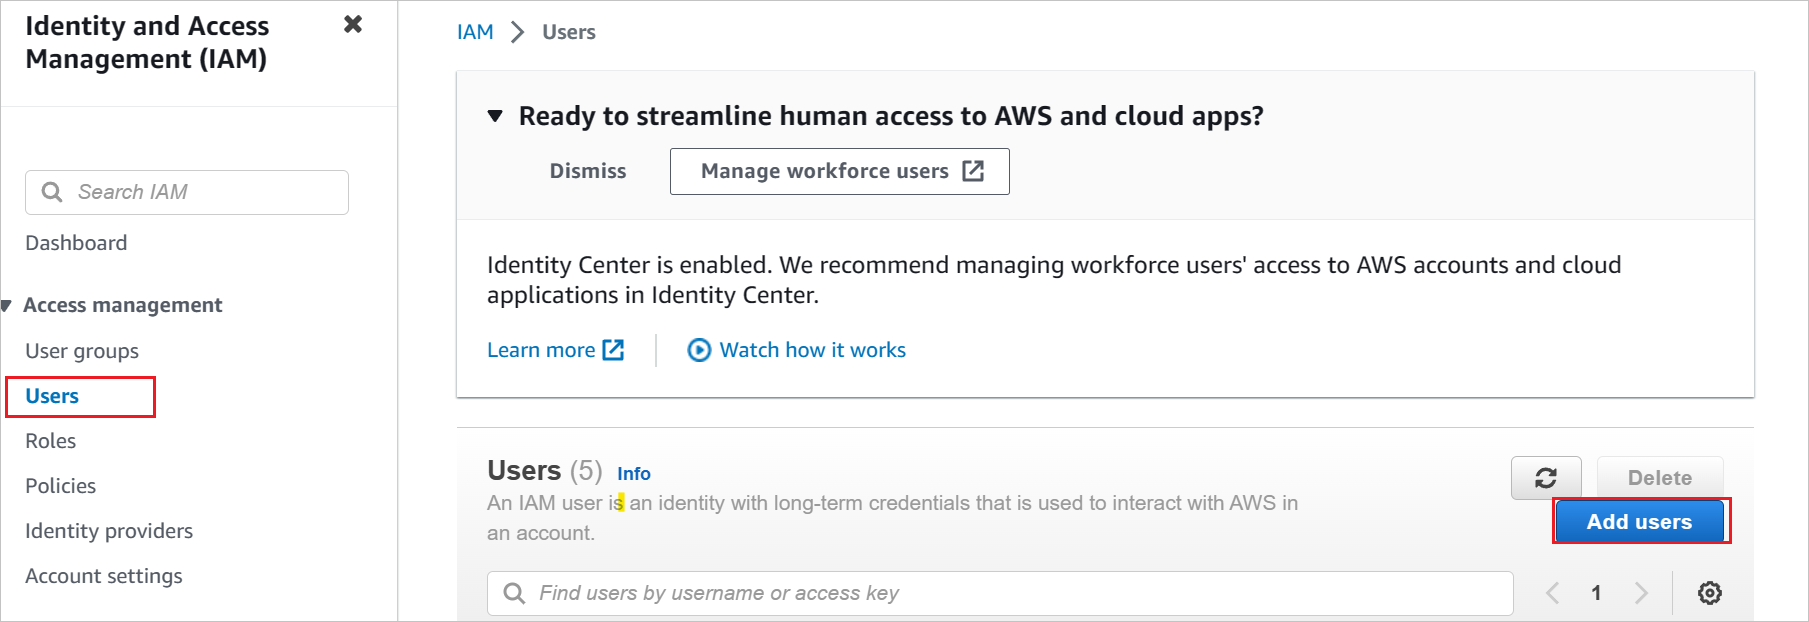 Identity and Access
Management (IAM)
Search IAM
Dashboard
Access management
User groups
Users
Roles
Policies
Identity providers
Account settings
IAM > Users
Ready to streamline human access to AWS and cloud apps?
Dismiss
Manage workforce users
Identity Center is enabled. We recommend managing workforce users' access to AWS accounts and cloud
applications in Identity Center.
Learn more
Watch how it works
Users (5) Info
An IAM user is an identity with long-term credentials that is used to interact with AWS in
an account.
Delete
Add users
Find users by username or access key
1